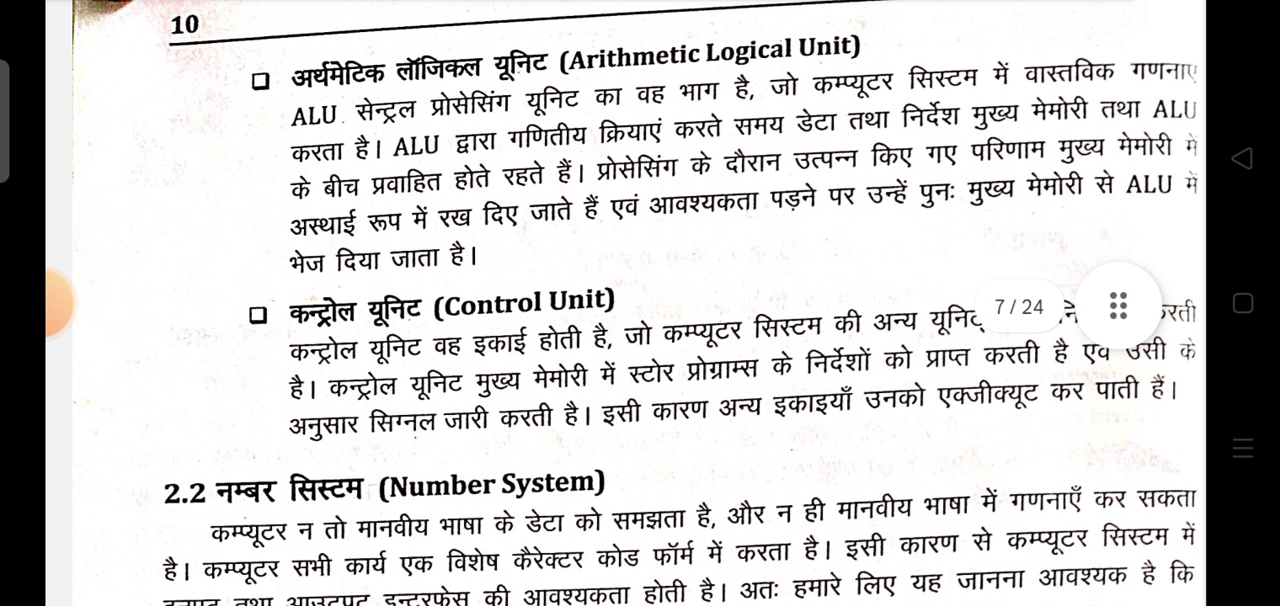 10
❑ अर्थमेटिक लॉजिकल यूनिट (Arithmetic Logical Unit)
ALU सेन्ट्रल प्रोसेसिंग यूनिट का वह भाग है, जो कम्प्यूटर सिस्टम में वास्तविक गणनाए
करता है। ALU द्वारा गणितीय क्रियाएं करते समय डेटा तथा निर्देश मुख्य मेमोरी तथा ALU
के बीच प्रवाहित होते रहते हैं। प्रोसेसिंग के दौरान उत्पन्न किए गए परिणाम मुख्य मेमोरी में
अस्थाई रूप में रख दिए जाते हैं एवं आवश्यकता पड़ने पर उन्हें पुनः मुख्य मेमोरी से ALU में
भेज दिया जाता है।
❑ कन्ट्रोल यूनिट (Control Unit)
7 / 24
कन्ट्रोल यूनिट वह इकाई होती है, जो कम्प्यूटर सिस्टम की अन्य
है। कन्ट्रोल यूनिट मुख्य मेमोरी में स्टोर प्रोग्राम्स के निर्देशों को प्राप्त करती है एवं उसी के
अनुसार सिग्नल जारी करती है। इसी कारण अन्य इकाइयाँ उनको एक्जीक्यूट कर पाती हैं।
2.2 नम्बर सिस्टम (Number System)
कम्प्यूटर न तो मानवीय भाषा के डेटा को समझता है, और न ही मानवीय भाषा में गणनाएँ कर सकता
है। कम्प्यूटर सभी कार्य एक विशेष कैरेक्टर कोड फॉर्म में करता है। इसी कारण से कम्प्यूटर सिस्टम में
तथा आउटपुट इन्टरफेस की आवश्यकता होती है। अतः हमारे लिए यह जानना आवश्यक है कि